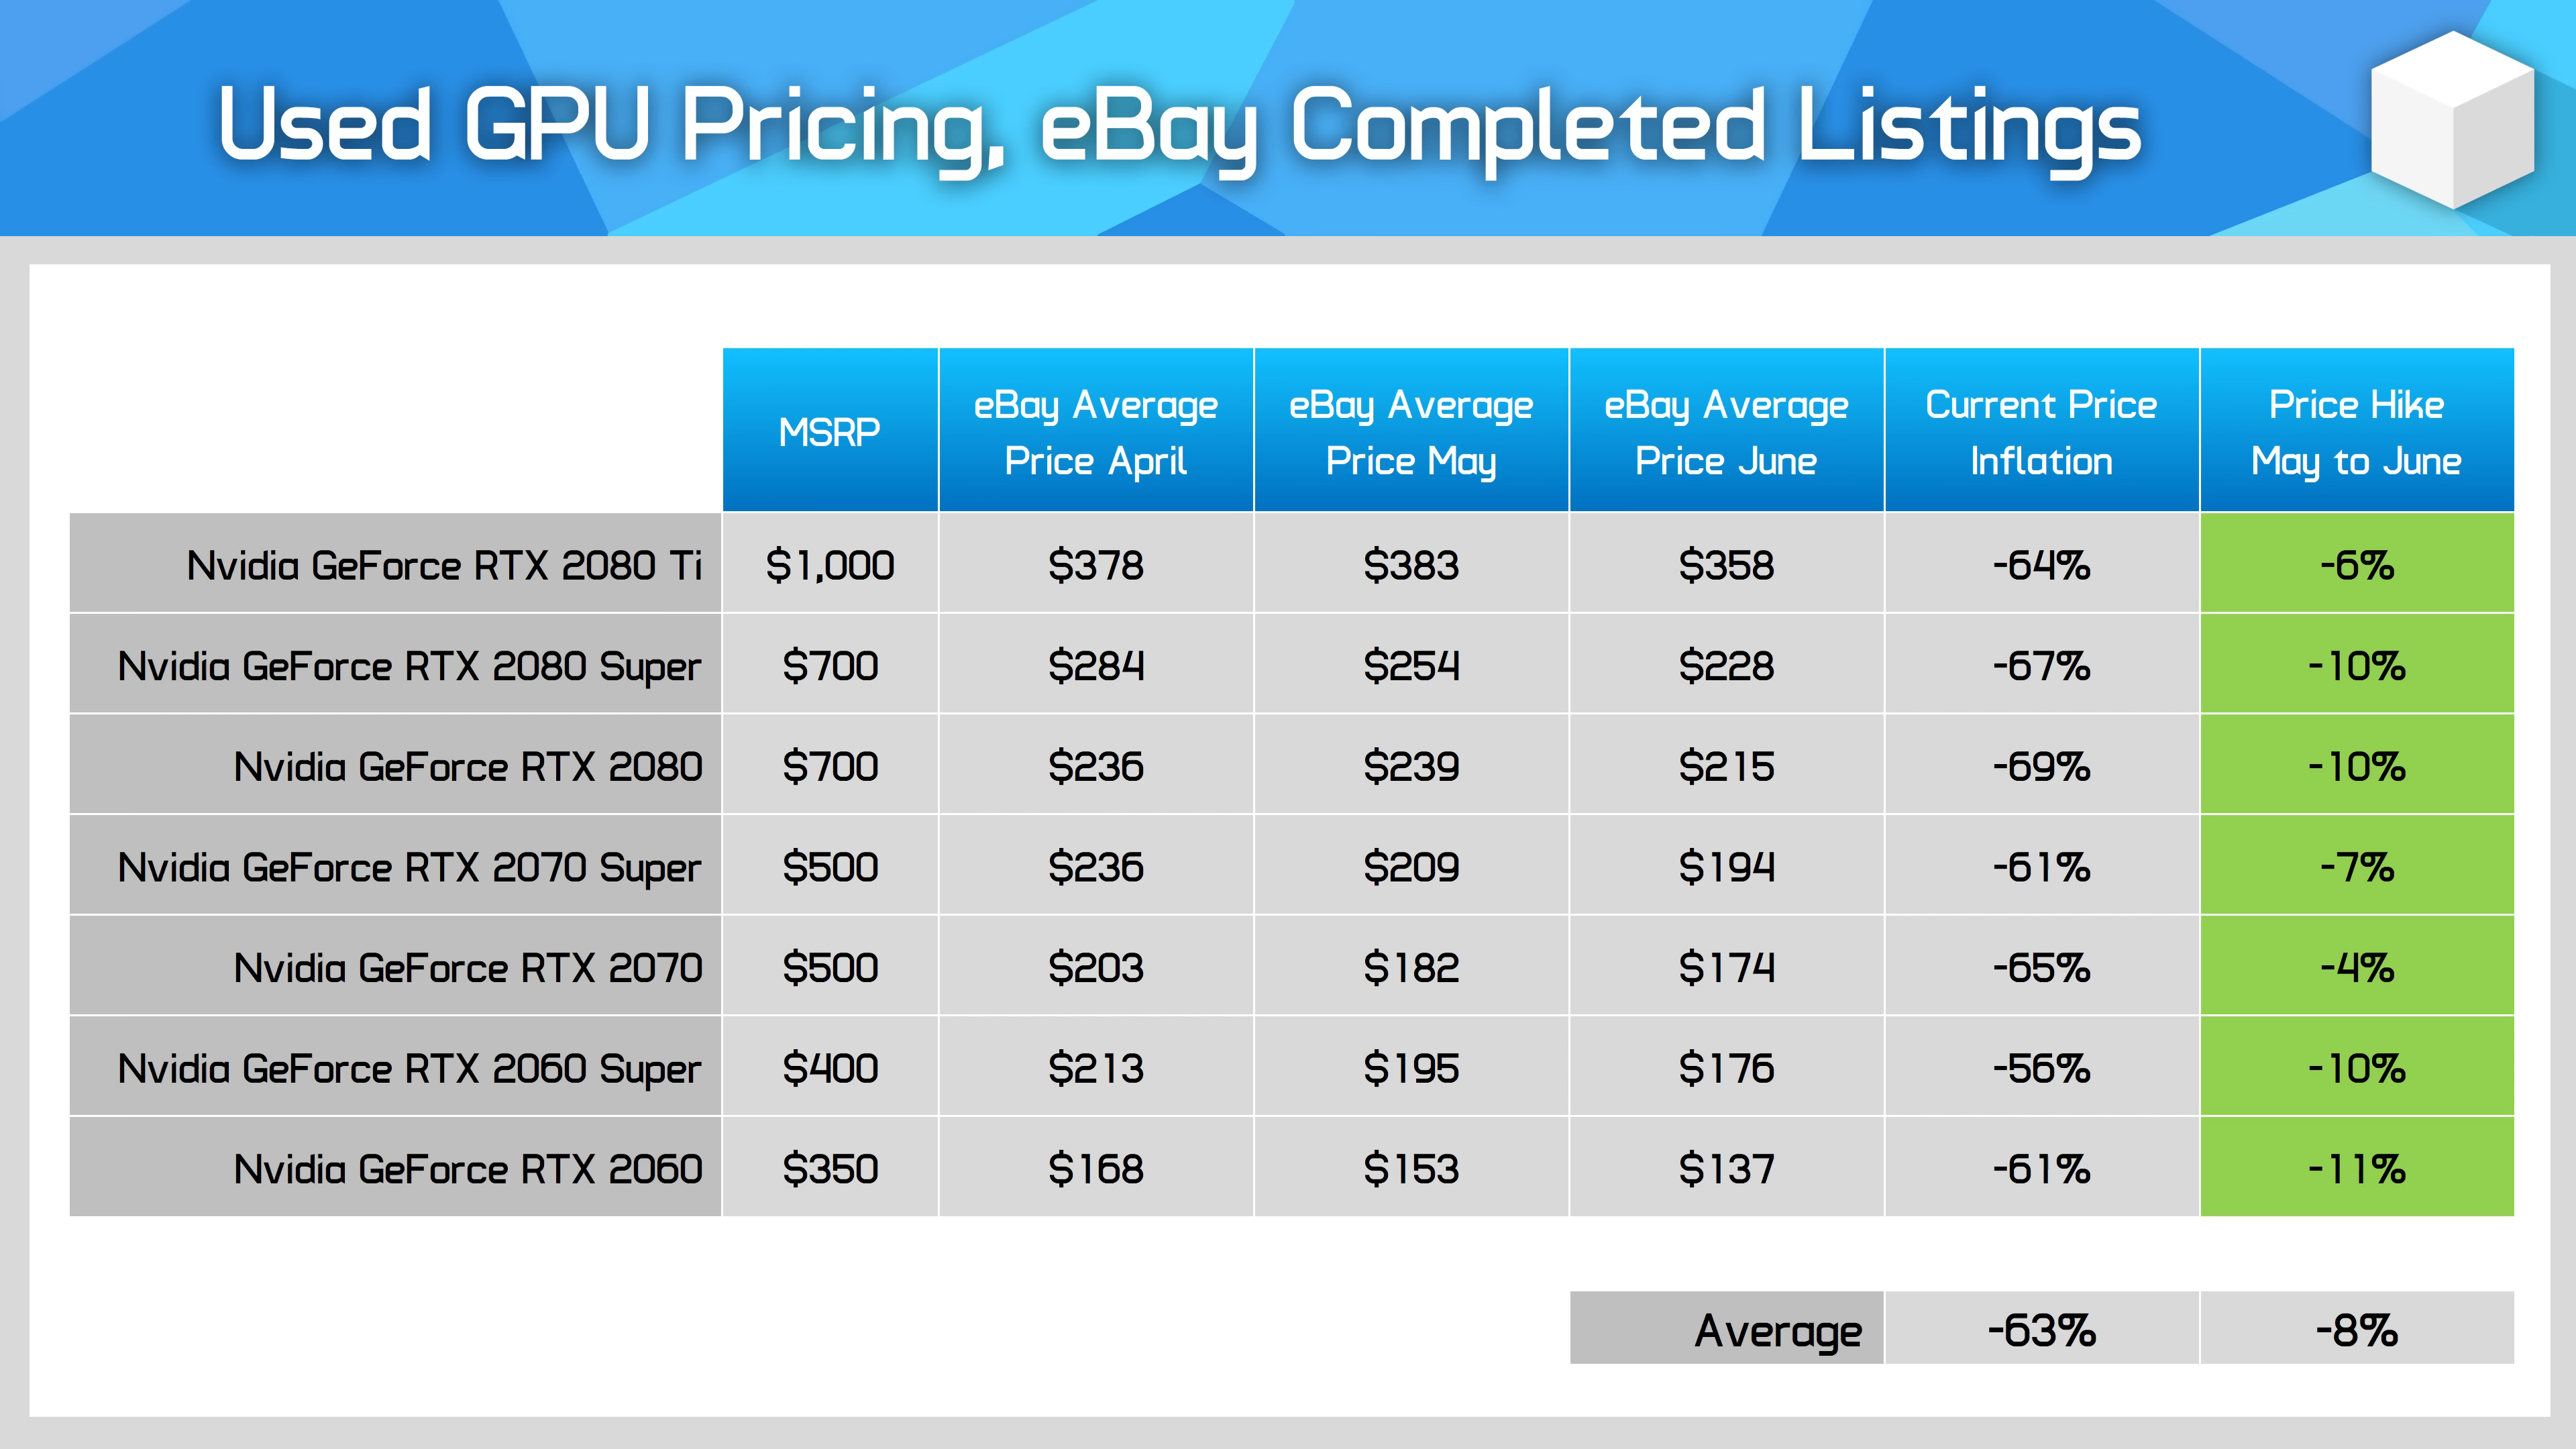 Used GPU Pricing, eBay Completed Listings
MSRP
eBay Average
Price April
eBay Average
Price May
eBay Average
Price June
Current Price
Inflation
Price Hike
May to June
Nvidia GeForce RTX 2080 Ti $1,000 $378 $383 $358 -64% -6%
Nvidia GeForce RTX 2080 Super $700 $284 $254 $228 -67% -10%
Nvidia GeForce RTX 2080 $700 $236 $239 $215 -69% -10%
Nvidia GeForce RTX 2070 Super $500 $236 $209 $194 -61% -7%
Nvidia GeForce RTX 2070 $500 $203 $182 $174 -65% -4%
Nvidia GeForce RTX 2060 Super $400 $213 $195 $176 -56% -10%
Nvidia GeForce RTX 2060 $350 $168 $153 $137 -61% -11%
Average -63% -8%